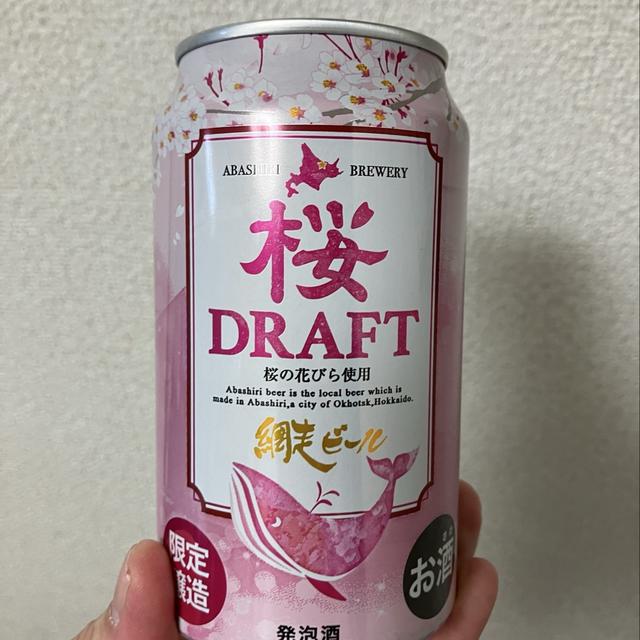 ABASHIRI BREWERY
桜
DRAFT
桜の花びら使用
Abashiri beer is the local beer which is
made in Abashiri,a city of Okhotsk,Hokkaido.
網走ビール
限定
醸造
お酒
発泡酒